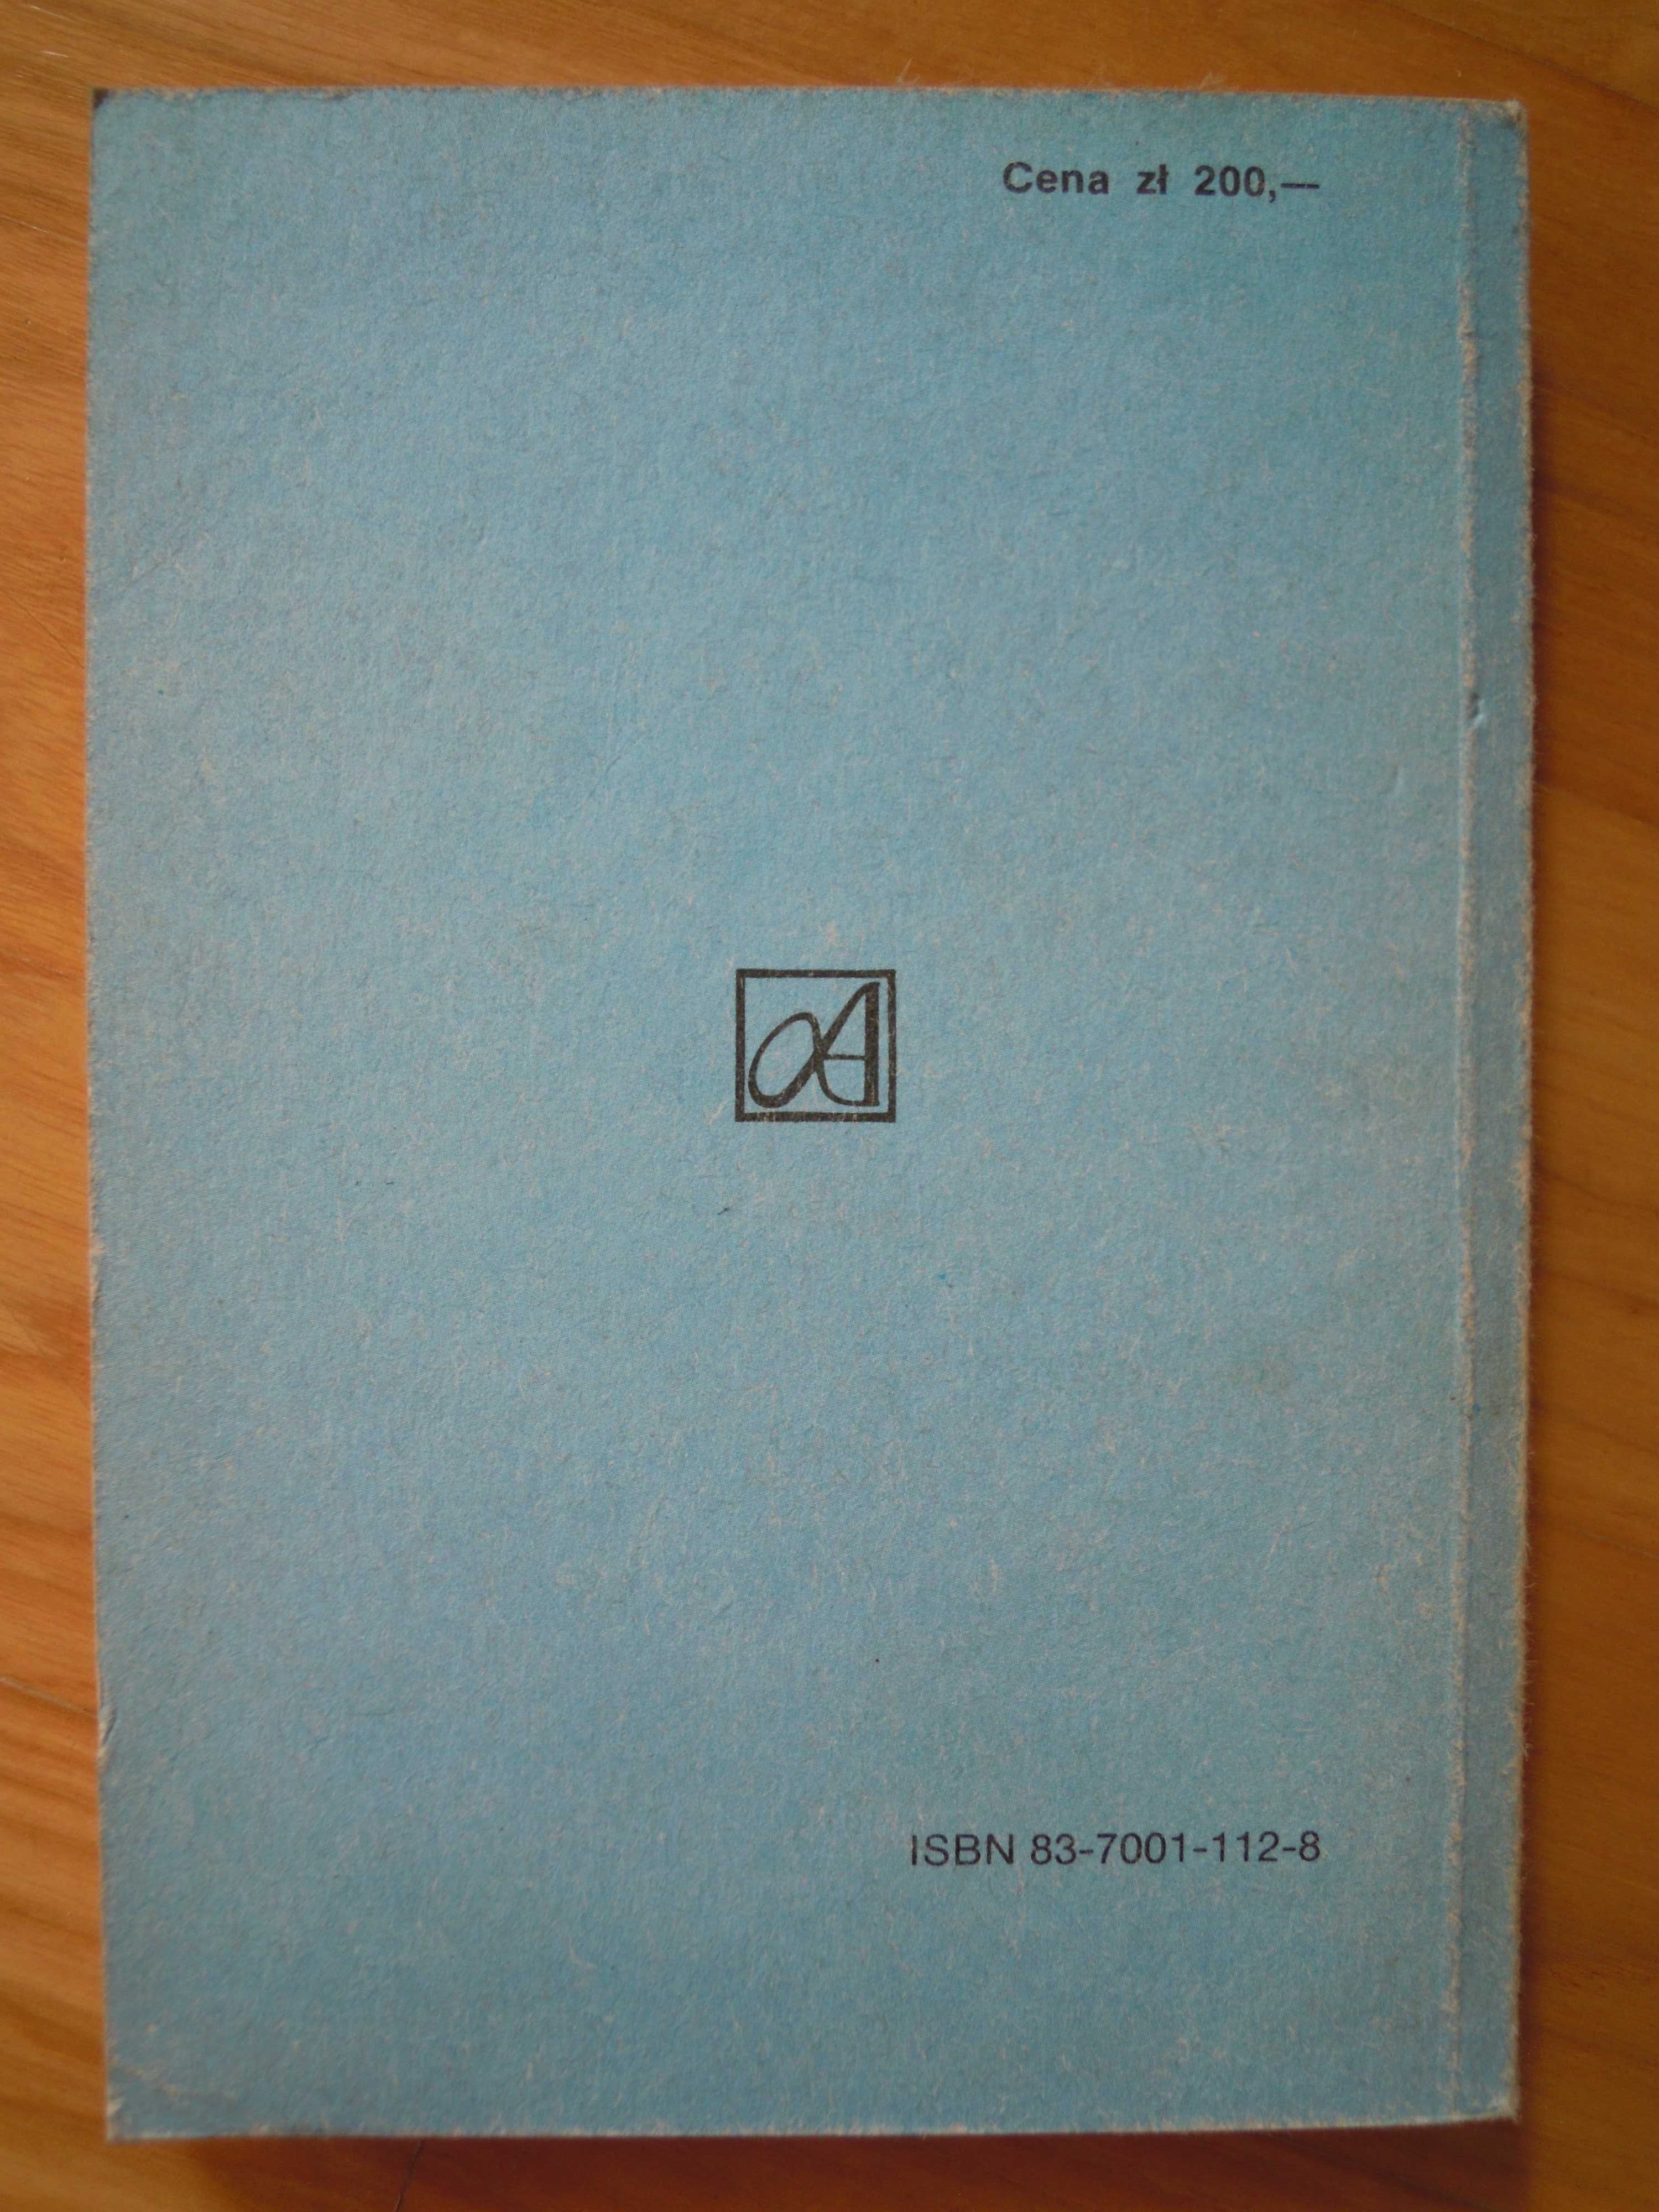 Cena zł 200,—
A
ISBN 83-7001-112-8